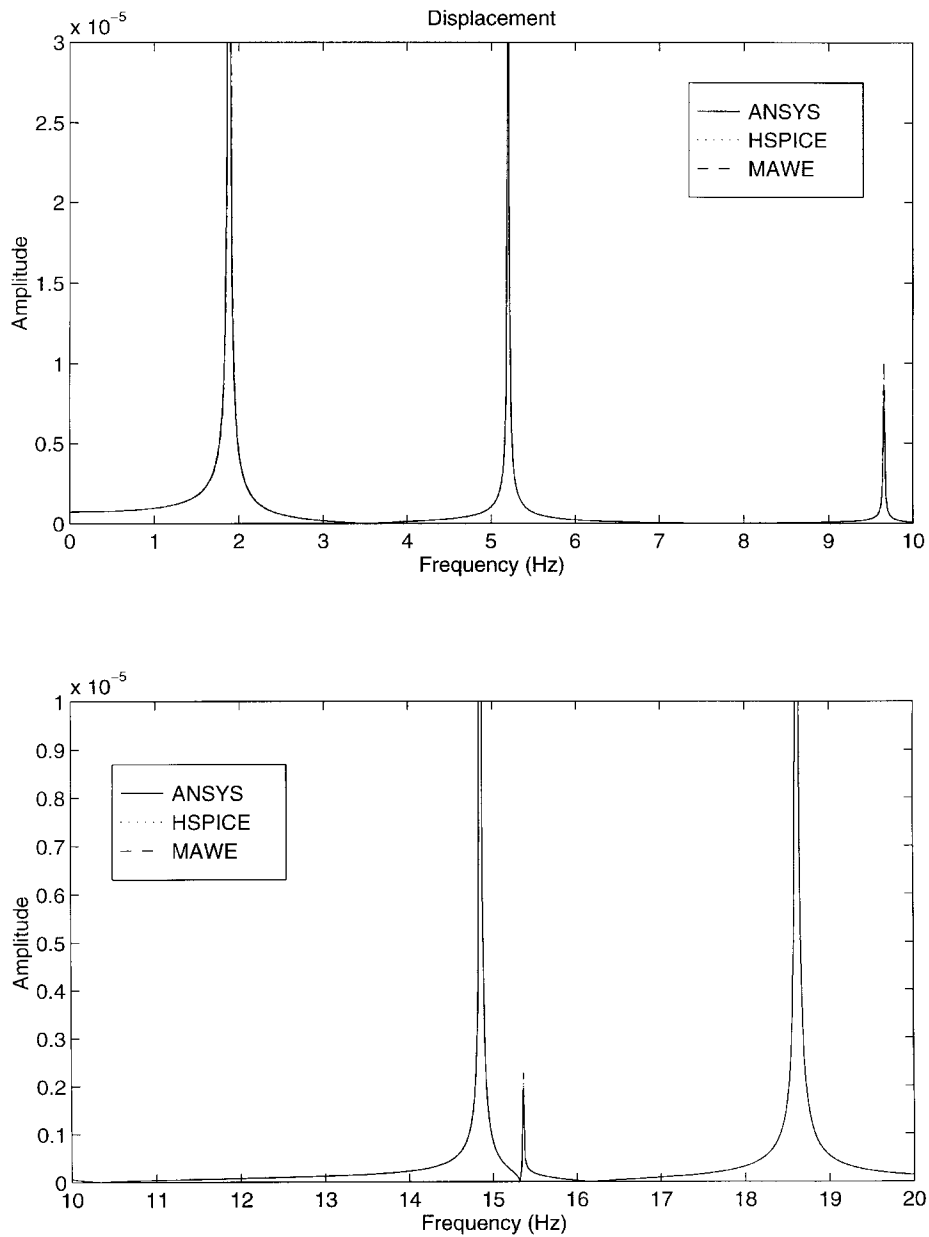 Displacement
x 10⁻⁵
3
2.5
2
1.5
1
0.5
0
Amplitude
ANSYS
HSPICE
MAWE
0 1 2 3 4 5 6 7 8 9 10
Frequency (Hz)
x 10⁻⁵
1
0.9
0.8
0.7
0.6
0.5
0.4
0.3
0.2
0.1
0
Amplitude
ANSYS
HSPICE
MAWE
10 11 12 13 14 15 16 17 18 19 20
Frequency (Hz)